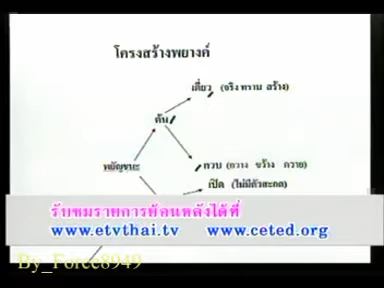 โครงสร้างพยางค์
เดี่ยว (จริง ทราม สร้าง)
ต้น
พยัญชนะ
ควบ (กวาง ขว้าง ควาย)
เปิด (ไม่มีตัวสะกด)
รับชมรายการย้อนหลังได้ที่
www.etvthai.tv www.ceted.org
By_Force8949